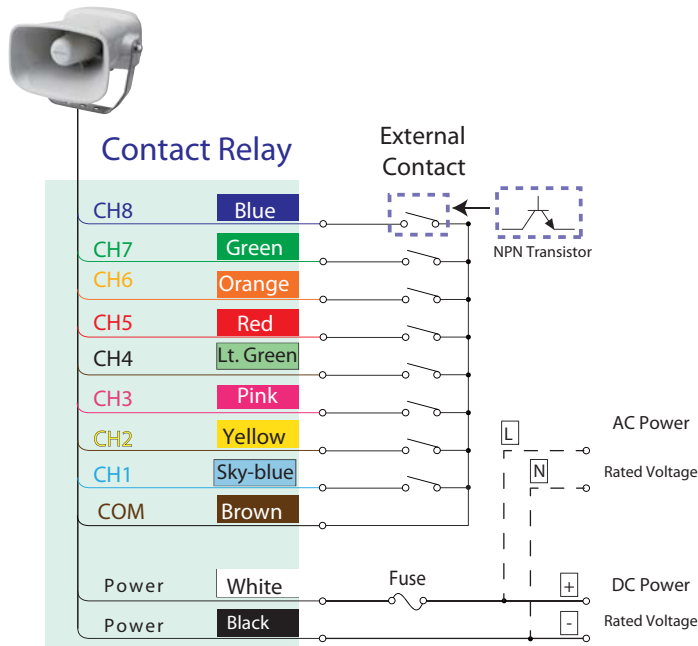 Contact Relay
External
Contact
CH8 Blue
NPN Transistor
CH7 Green
CH6 Orange
CH5 Red
CH4 Lt. Green
CH3 Pink
CH2 Yellow
L AC Power
CH1 Sky-blue
N Rated Voltage
COM Brown
Power White Fuse + DC Power
Power Black - Rated Voltage